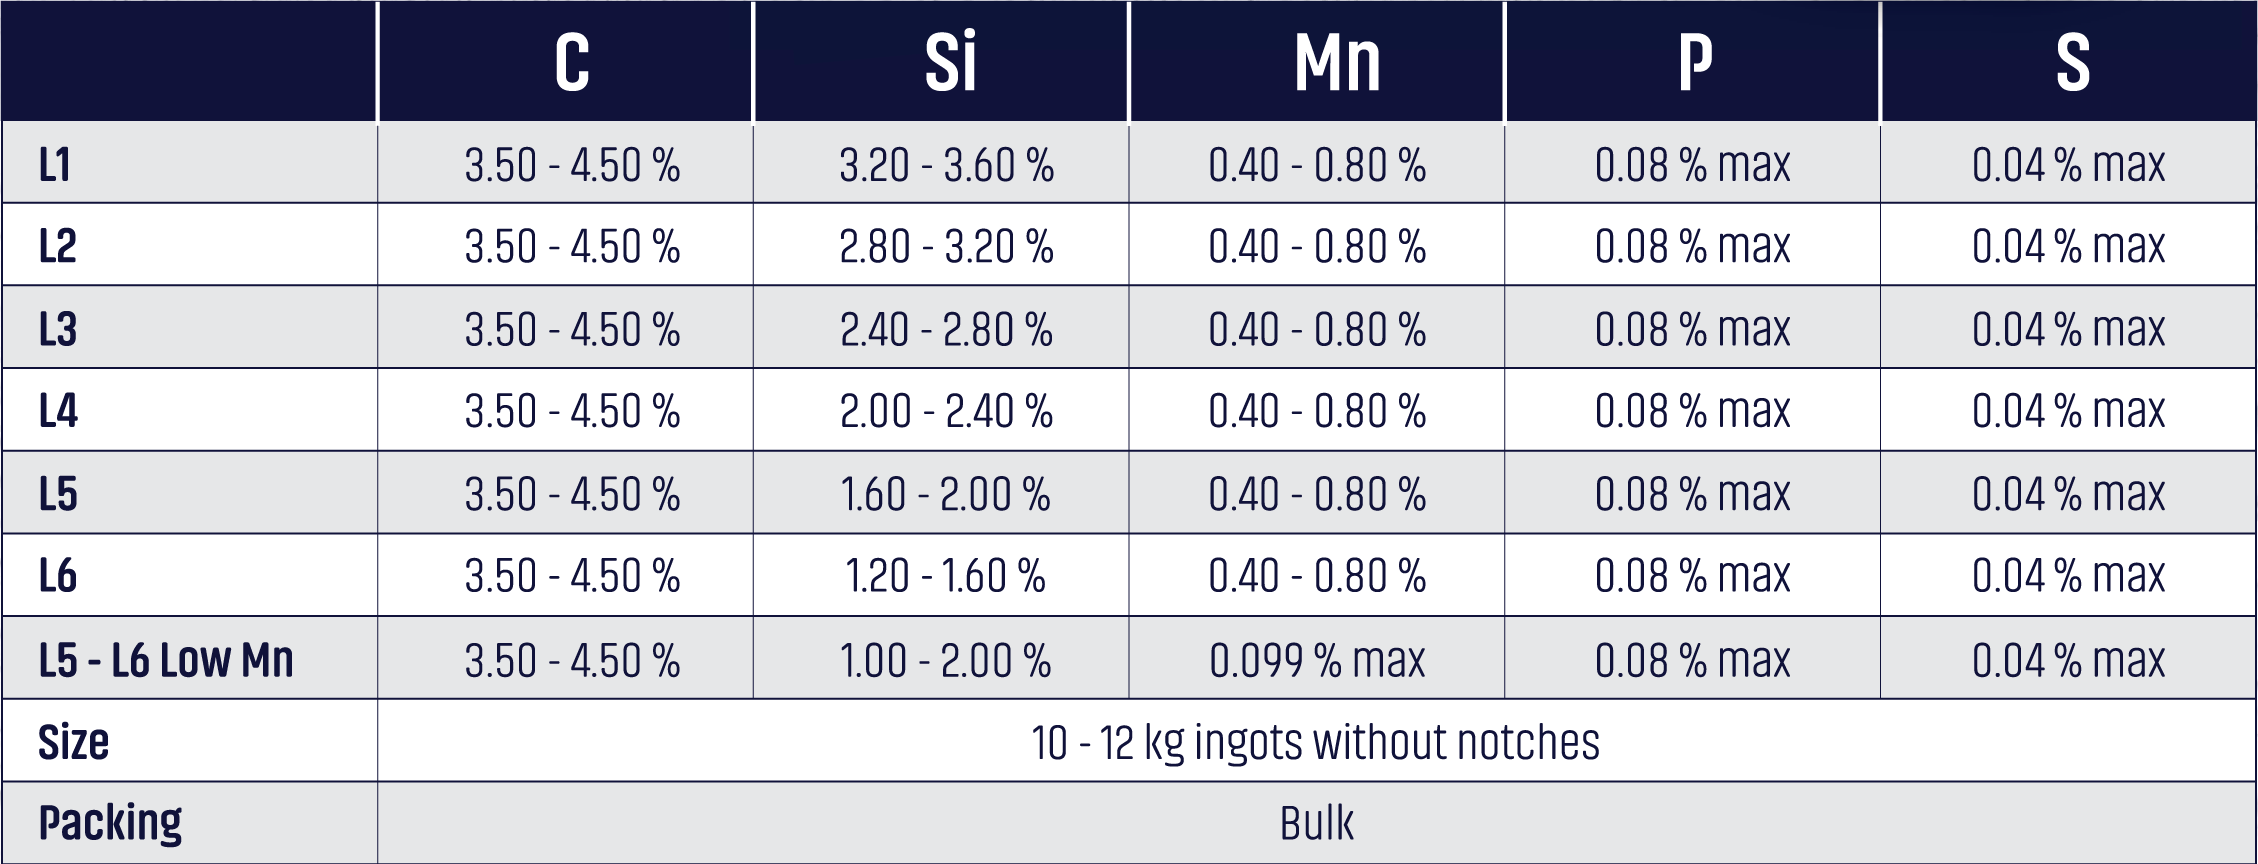 C Si Mn P S
L1 3.50 - 4.50 % 3.20 - 3.60 % 0.40 - 0.80 % 0.08 % max 0.04 % max
L2 3.50 - 4.50 % 2.80 - 3.20 % 0.40 - 0.80 % 0.08 % max 0.04 % max
L3 3.50 - 4.50 % 2.40 - 2.80 % 0.40 - 0.80 % 0.08 % max 0.04 % max
L4 3.50 - 4.50 % 2.00 - 2.40 % 0.40 - 0.80 % 0.08 % max 0.04 % max
L5 3.50 - 4.50 % 1.60 - 2.00 % 0.40 - 0.80 % 0.08 % max 0.04 % max
L6 3.50 - 4.50 % 1.20 - 1.60 % 0.40 - 0.80 % 0.08 % max 0.04 % max
L5 - L6 Low Mn 3.50 - 4.50 % 1.00 - 2.00 % 0.099 % max 0.08 % max 0.04 % max
Size 10 - 12 kg ingots without notches
Packing Bulk